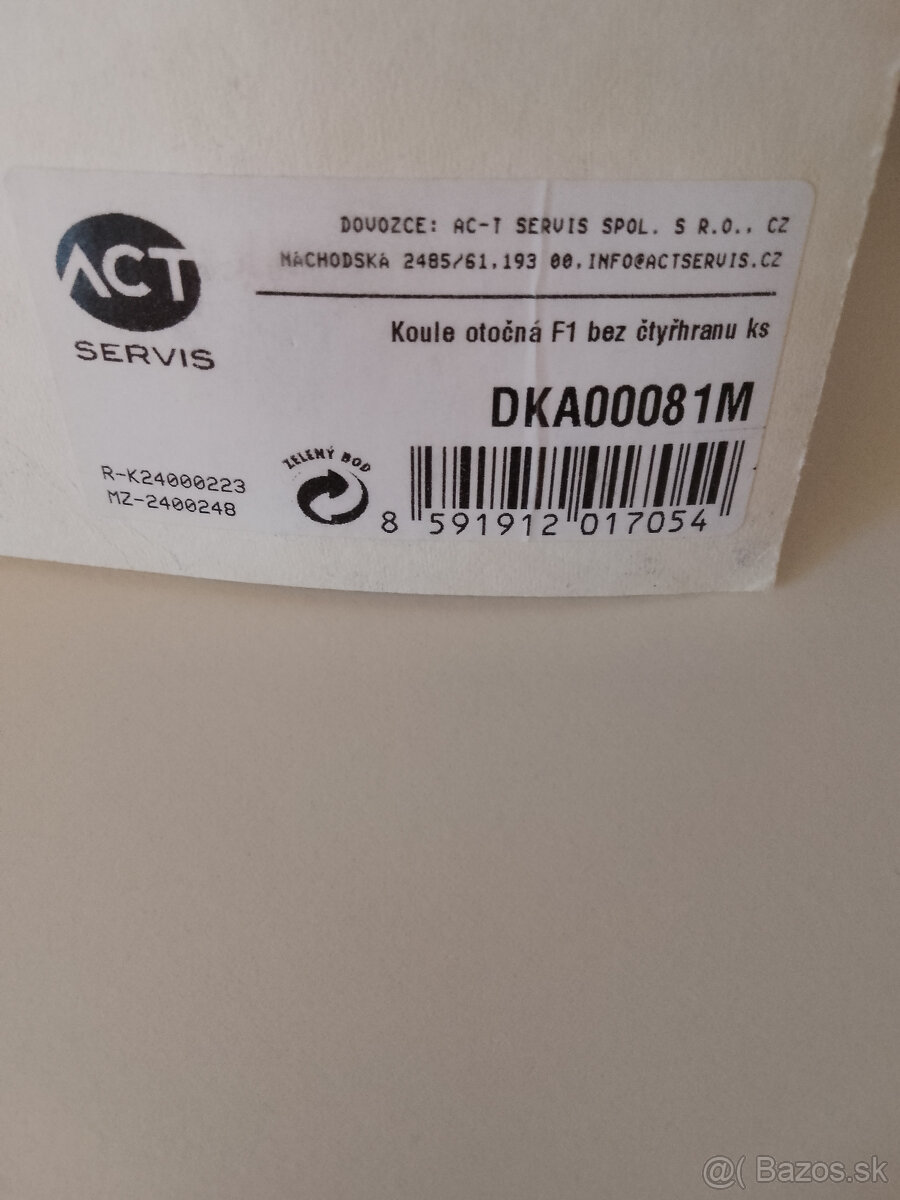 ACT
SERVIS
DOVOZCE: AC-T SERVIS SPOL. S R.O., CZ
NÁCHODSKÁ 2485/61,193 00,INFO@ACTSERVIS.CZ
Koule otočná F1 bez čtyřhranu ks
DKA00081M
R-K24000223
MZ-2400248
ZELENÝ BOD
8 591912 017054
@( Bazos.sk